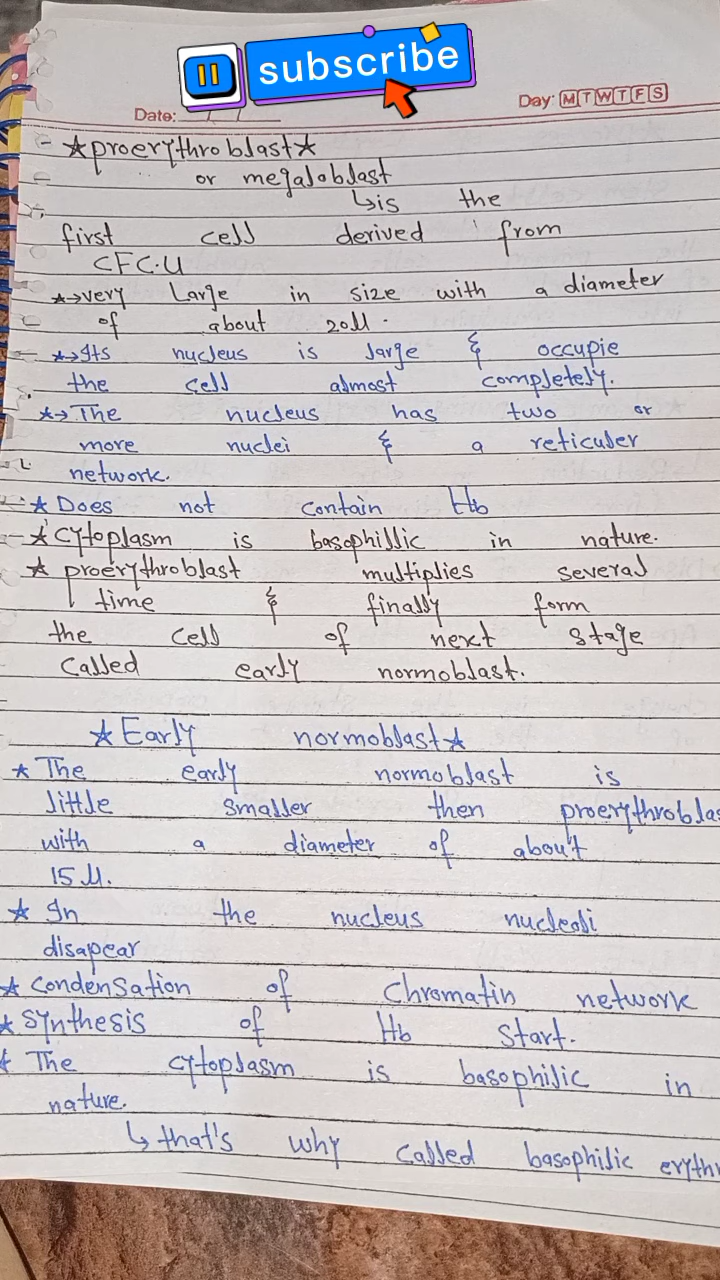 subscribe
Date: / /
Day: M T W T F S
★proerythroblast★
or megaloblast
↳is the
first cell derived from
CFC.U
★→very Large in size with a diameter
of about 20µ.
★→Its nucleus is large & occupie
the cell almost completely.
★→The nucleus has two or
more nuclei & a reticuler
network.
★ Does not contain Hb
★ Cytoplasm is basophillic in nature.
★ proerythroblast multiplies several
time & finally form
the cell of next stage
Called early normoblast.
★Early normoblast★
★ The early normoblast is
little smaller then proerythroblas
with a diameter of about
15 µ.
★ In the nucleus nucleoli
disapear
★ Condensation of Chromatin network
★ Synthesis of Hb Start.
★ The cytoplasm is basophilic in
nature.
↳ that's why called basophilic eryth